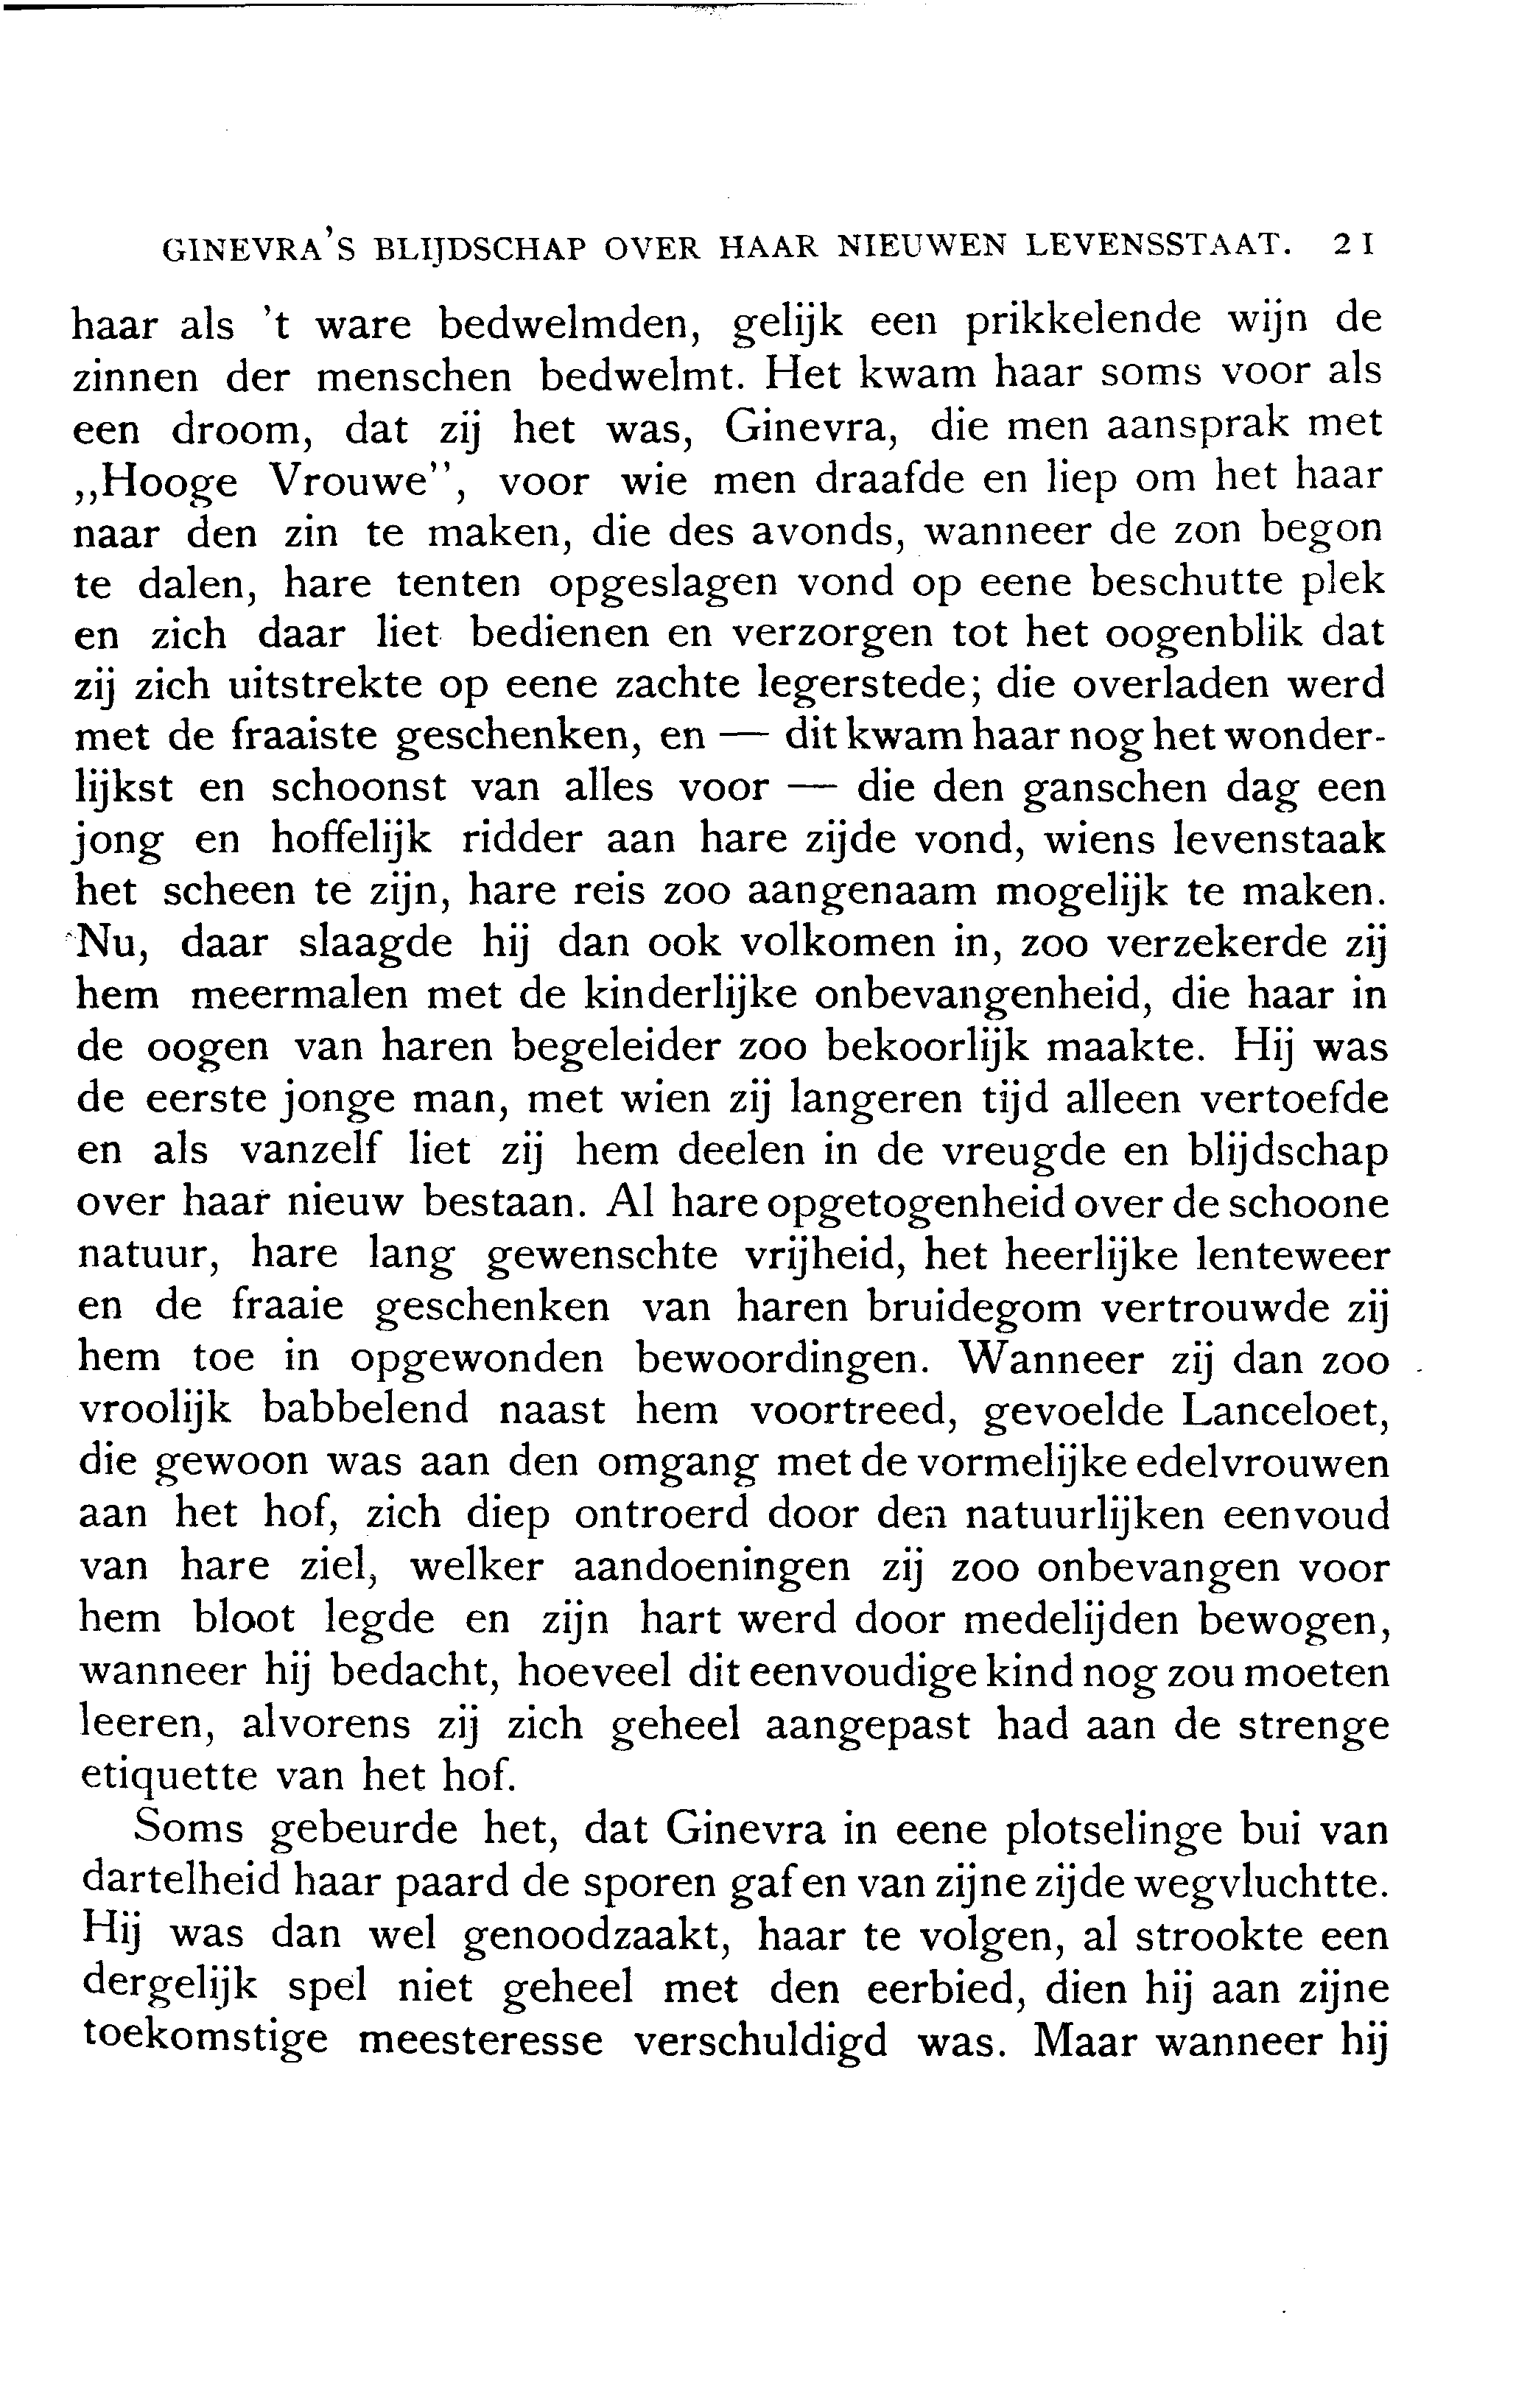 GINEVRA'S BLIJDSCHAP OVER HAAR NIEUWEN LEVENSSTAAT. 21
haar als 't ware bedwelmden, gelijk een prikkelende wijn de
zinnen der menschen bedwelmt. Het kwam haar soms voor als
een droom, dat zij het was, Ginevra, die men aansprak met
„Hooge Vrouwe”, voor wie men draafde en liep om het haar
naar den zin te maken, die des avonds, wanneer de zon begon
te dalen, hare tenten opgeslagen vond op eene beschutte plek
en zich daar liet bedienen en verzorgen tot het oogenblik dat
zij zich uitstrekte op eene zachte legerstede; die overladen werd
met de fraaiste geschenken, en — dit kwam haar nog het wonder-
lijkst en schoonst van alles voor — die den ganschen dag een
jong en hoffelijk ridder aan hare zijde vond, wiens levenstaak
het scheen te zijn, hare reis zoo aangenaam mogelijk te maken.
Nu, daar slaagde hij dan ook volkomen in, zoo verzekerde zij
hem meermalen met de kinderlijke onbevangenheid, die haar in
de oogen van haren begeleider zoo bekoorlijk maakte. Hij was
de eerste jonge man, met wien zij langeren tijd alleen vertoefde
en als vanzelf liet zij hem deelen in de vreugde en blijdschap
over haar nieuw bestaan. Al hare opgetogenheid over de schoone
natuur, hare lang gewenschte vrijheid, het heerlijke lenteweer
en de fraaie geschenken van haren bruidegom vertrouwde zij
hem toe in opgewonden bewoordingen. Wanneer zij dan zoo
vroolijk babbelend naast hem voortreed, gevoelde Lanceloet,
die gewoon was aan den omgang met de vormelijke edelvrouwen
aan het hof, zich diep ontroerd door den natuurlijken eenvoud
van hare ziel, welker aandoeningen zij zoo onbevangen voor
hem bloot legde en zijn hart werd door medelijden bewogen,
wanneer hij bedacht, hoeveel dit eenvoudige kind nog zou moeten
leeren, alvorens zij zich geheel aangepast had aan de strenge
etiquette van het hof.
Soms gebeurde het, dat Ginevra in eene plotselinge bui van
dartelheid haar paard de sporen gaf en van zijne zijde wegvluchtte.
Hij was dan wel genoodzaakt, haar te volgen, al strookte een
dergelijk spel niet geheel met den eerbied, dien hij aan zijne
toekomstige meesteresse verschuldigd was. Maar wanneer hij